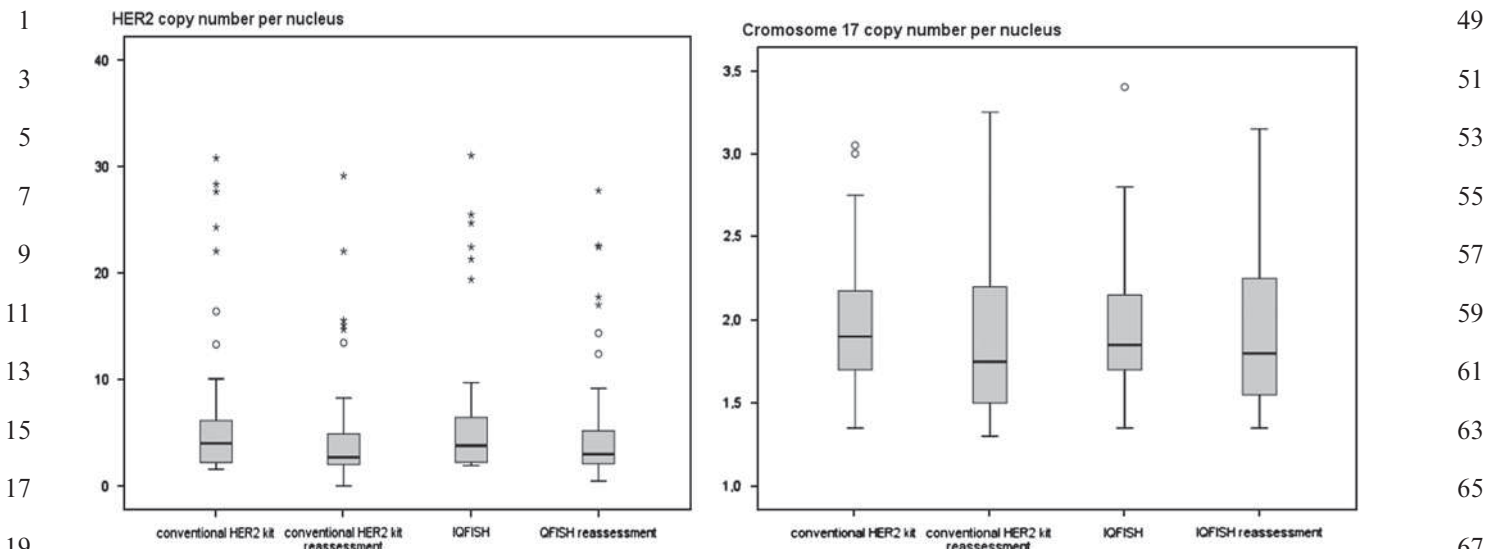 1
3
5
7
9
11
13
15
17
19
HER2 copy number per nucleus
40
30
20
10
0
conventional HER2 kit
conventional HER2 kit
reassessment
IQFISH
QFISH reassessment
Cromosome 17 copy number per nucleus
3,5
3,0
2,5
2,0
1,5
1,0
conventional HER2 kit
conventional HER2 kit
reassessment
IQFISH
IQFISH reassessment
49
51
53
55
57
59
61
63
65
67